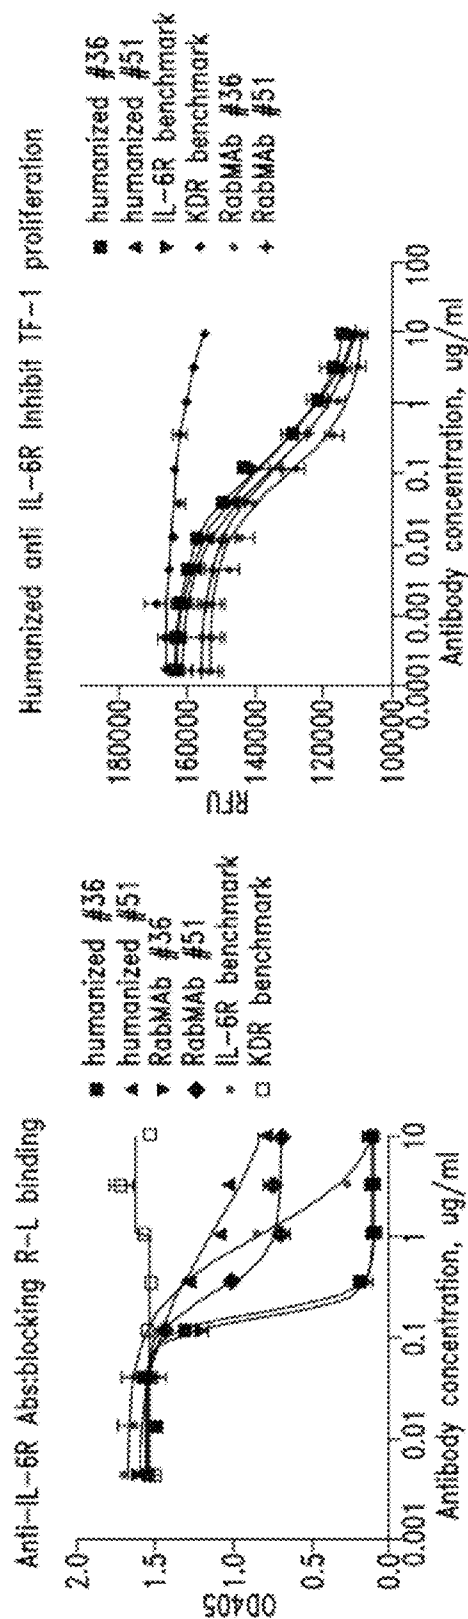 Anti-IL-6R Abs:blocking R-L binding
humanized #36
humanized #51
RabMAb #36
RabMAb #51
IL-6R benchmark
KDR benchmark
2.0
1.5
1.0
0.5
0.0
OD405
0.001 0.01 0.1 1 10
Antibody concentration, ug/ml
Humanized anti IL-6R Inhibit TF-1 proliferation
humanized #36
humanized #51
IL-6R benchmark
KDR benchmark
RabMAb #36
RabMAb #51
180000
160000
140000
120000
100000
RFU
0.0001 0.001 0.01 0.1 1 10 100
Antibody concentration, ug/ml